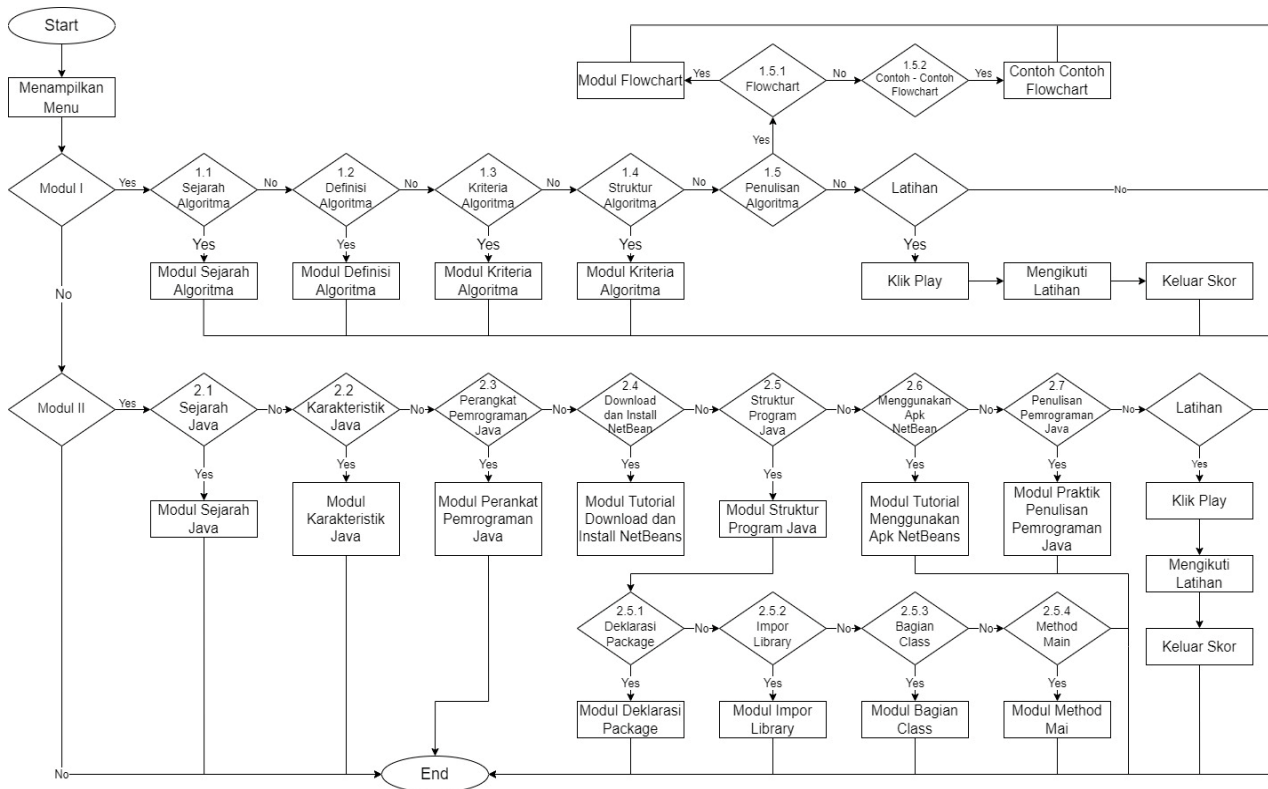 Start
Menampilkan
Menu
Modul I
Yes
1.1
Sejarah
Algoritma
No
1.2
Definisi
Algoritma
No
1.3
Kriteria
Algoritma
No
1.4
Struktur
Algoritma
No
1.5
Penulisan
Algoritma
No
Latihan
No
Yes
1.5.1
Flowchart
Yes
Modul Flowchart
No
1.5.2
Contoh - Contoh
Flowchart
Yes
Contoh Contoh
Flowchart
Yes
Modul Sejarah
Algoritma
Yes
Modul Definisi
Algoritma
Yes
Modul Kriteria
Algoritma
Yes
Modul Kriteria
Algoritma
Yes
Klik Play
Mengikuti
Latihan
Keluar Skor
No
Modul II
Yes
2.1
Sejarah
Java
No
2.2
Karakteristik
Java
No
2.3
Perangkat
Pemrograman
Java
No
2.4
Download
dan Install
NetBean
No
2.5
Struktur
Program
Java
No
2.6
Menggunakan
Apk
NetBean
No
2.7
Penulisan
Pemrograman
Java
No
Latihan
Yes
Modul Sejarah
Java
Yes
Modul
Karakteristik
Java
Yes
Modul Perankat
Pemrograman
Java
Yes
Modul Tutorial
Download dan
Install NetBeans
Yes
Modul Struktur
Program Java
Yes
Modul Tutorial
Menggunakan
Apk NetBeans
Yes
Modul Praktik
Penulisan
Pemrograman
Java
Yes
Klik Play
Mengikuti
Latihan
Keluar Skor
2.5.1
Deklarasi
Package
No
2.5.2
Impor
Library
No
2.5.3
Bagian
Class
No
2.5.4
Method
Main
Yes
Modul Deklarasi
Package
Yes
Modul Impor
Library
Yes
Modul Bagian
Class
Yes
Modul Method
Mai
No
End